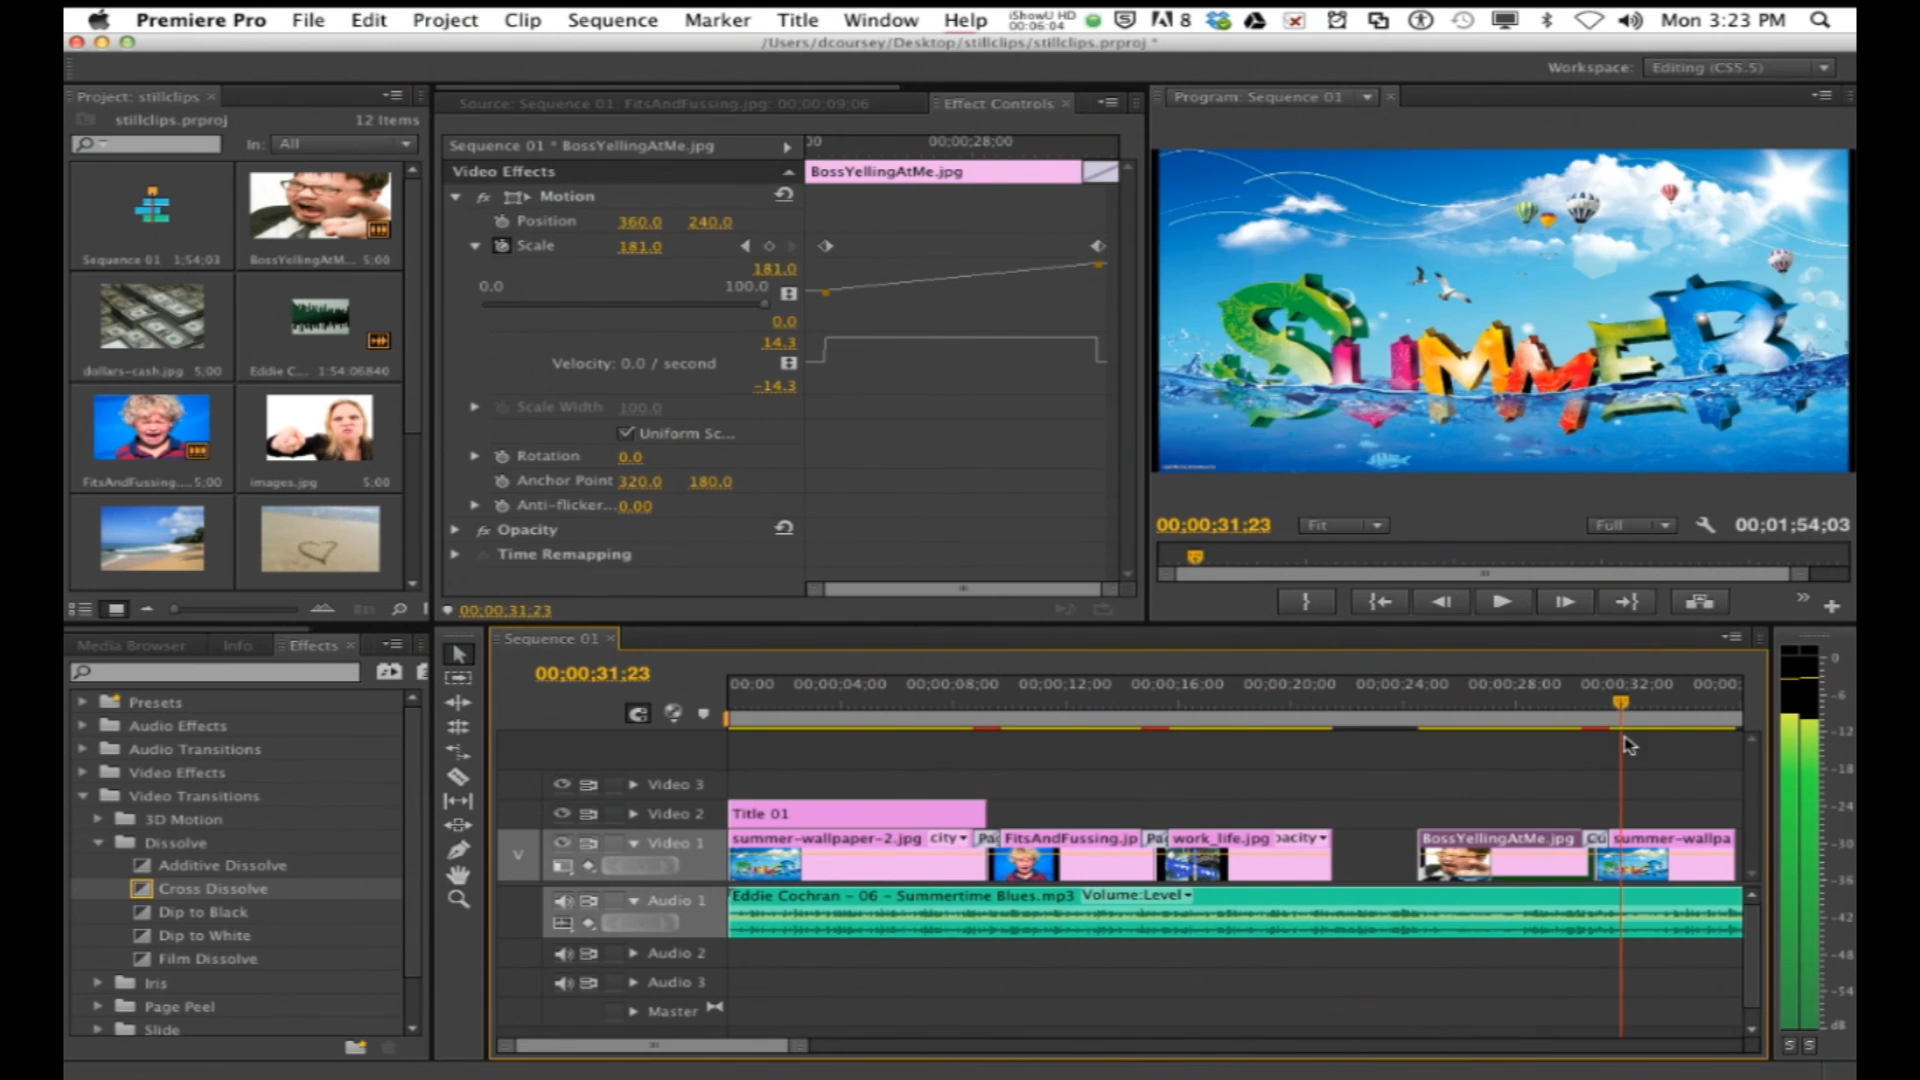 Premiere Pro File Edit Project Clip Sequence Marker Title Window Help iShowU HD 00:06:04 8 Mon 3:23 PM
/Users/dcoursey/Desktop/stillclips/stillclips.prproj *
Workspace: Editing (CS5.5)
Project: stillclips
stillclips.prproj 12 Items
In: All
Sequence 01 1;54;03
BossYellingAtM... 5;00
dollars-cash.jpg 5;00
Eddie C... 1:54:06840
FitsAndFussing.... 5;00
images.jpg 5;00
Source: Sequence 01 FitsAndFussing.jpg: 00;00;09;06
Effect Controls
Sequence 01 * BossYellingAtMe.jpg
00 00;00;28;00
Video Effects
BossYellingAtMe.jpg
fx Motion
Position 360.0 240.0
Scale 181.0
181.0
0.0 100.0
0.0
14.3
Velocity: 0.0 / second
-14.3
Scale Width 100.0
Uniform Sc...
Rotation 0.0
Anchor Point 320.0 180.0
Anti-flicker... 0.00
fx Opacity
Time Remapping
00;00;31;23
Program: Sequence 01
SUMMER
00;00;31;23 Fit Full 00;01;54;03
Media Browser Info Effects
Presets
Audio Effects
Audio Transitions
Video Effects
Video Transitions
3D Motion
Dissolve
Additive Dissolve
Cross Dissolve
Dip to Black
Dip to White
Film Dissolve
Iris
Page Peel
Slide
Sequence 01
00;00;31;23
00;00 00;00;04;00 00;00;08;00 00;00;12;00 00;00;16;00 00;00;20;00 00;00;24;00 00;00;28;00 00;00;32;00 00;00;
Video 3
Video 2 Title 01
V Video 1 summer-wallpaper-2.jpg city Pa FitsAndFussing.jp Pa work_life.jpg pacity BossYellingAtMe.jpg Cu summer-wallpa
Audio 1 Eddie Cochran - 06 - Summertime Blues.mp3 Volume:Level
Audio 2
Audio 3
Master
0
-6
-12
-18
-24
-30
-36
-42
-48
-54
dB
S S